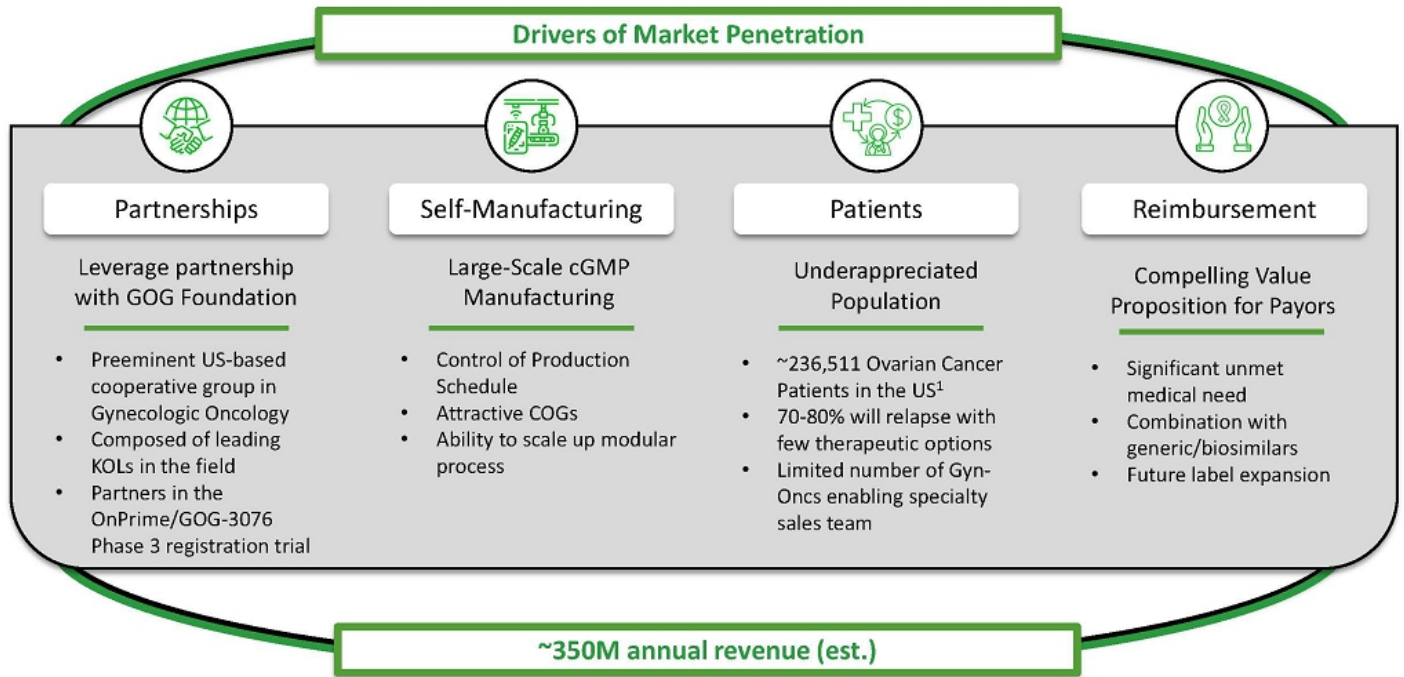 Drivers of Market Penetration
Partnerships
Leverage partnership
with GOG Foundation
• Preeminent US-based
cooperative group in
Gynecologic Oncology
• Composed of leading
KOLs in the field
• Partners in the
OnPrime/GOG-3076
Phase 3 registration trial
Self-Manufacturing
Large-Scale cGMP
Manufacturing
• Control of Production
Schedule
• Attractive COGs
• Ability to scale up modular
process
Patients
Underappreciated
Population
• ~236,511 Ovarian Cancer
Patients in the US¹
• 70-80% will relapse with
few therapeutic options
• Limited number of Gyn-
Oncs enabling specialty
sales team
Reimbursement
Compelling Value
Proposition for Payors
• Significant unmet
medical need
• Combination with
generic/biosimilars
• Future label expansion
~350M annual revenue (est.)